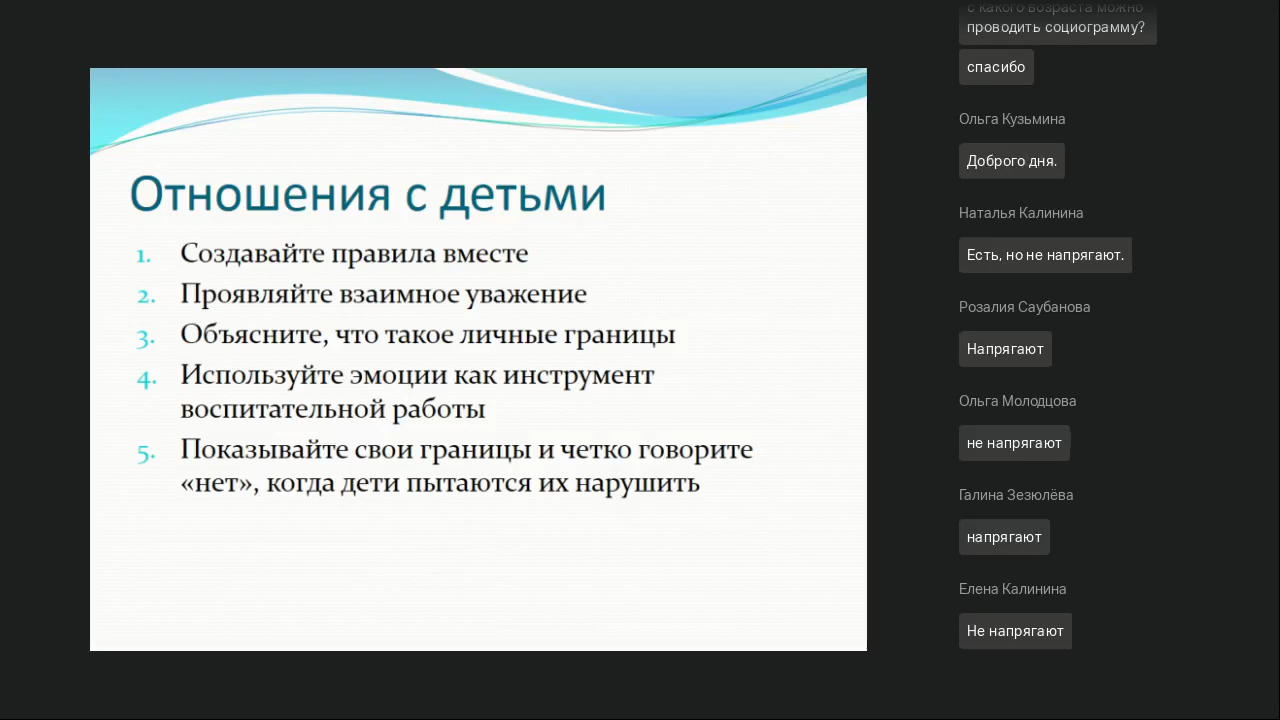 Отношения с детьми
1. Создавайте правила вместе
2. Проявляйте взаимное уважение
3. Объясните, что такое личные границы
4. Используйте эмоции как инструмент
воспитательной работы
5. Показывайте свои границы и четко говорите
«нет», когда дети пытаются их нарушить
с какого возраста можно
проводить социограмму?
спасибо
Ольга Кузьмина
Доброго дня.
Наталья Калинина
Есть, но не напрягают.
Розалия Саубанова
Напрягают
Ольга Молодцова
не напрягают
Галина Зезюлёва
напрягают
Елена Калинина
Не напрягают